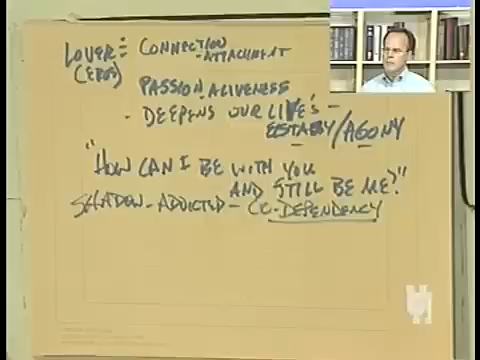 LOVER = CONNECTION
(EROS) - ATTACHMENT
PASSION, ALIVENESS
- DEEPENS OUR LIVE'S -
ECSTASY / AGONY
"HOW CAN I BE WITH YOU
AND STILL BE ME?"
SHADOW - ADDICTED - CO-DEPENDENCY